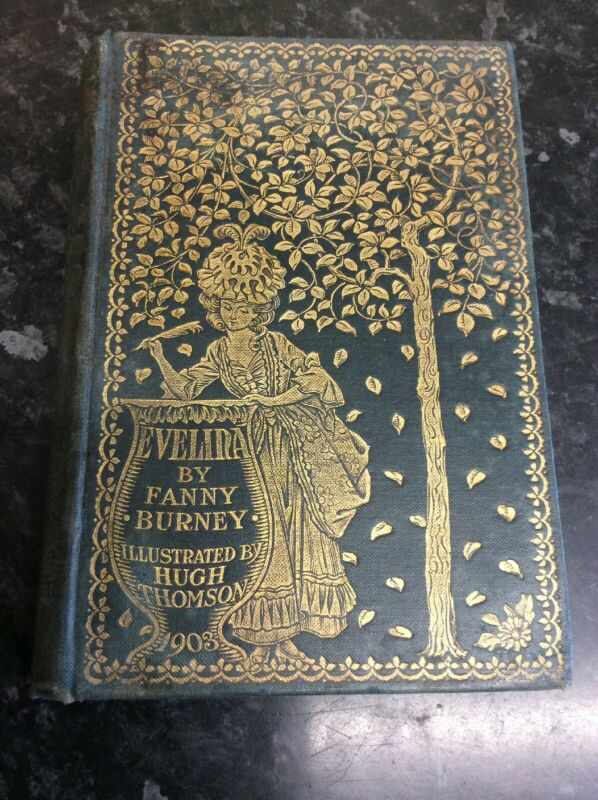 EVELINA
BY
FANNY
BURNEY
ILLUSTRATED BY
HUGH
THOMSON
1903